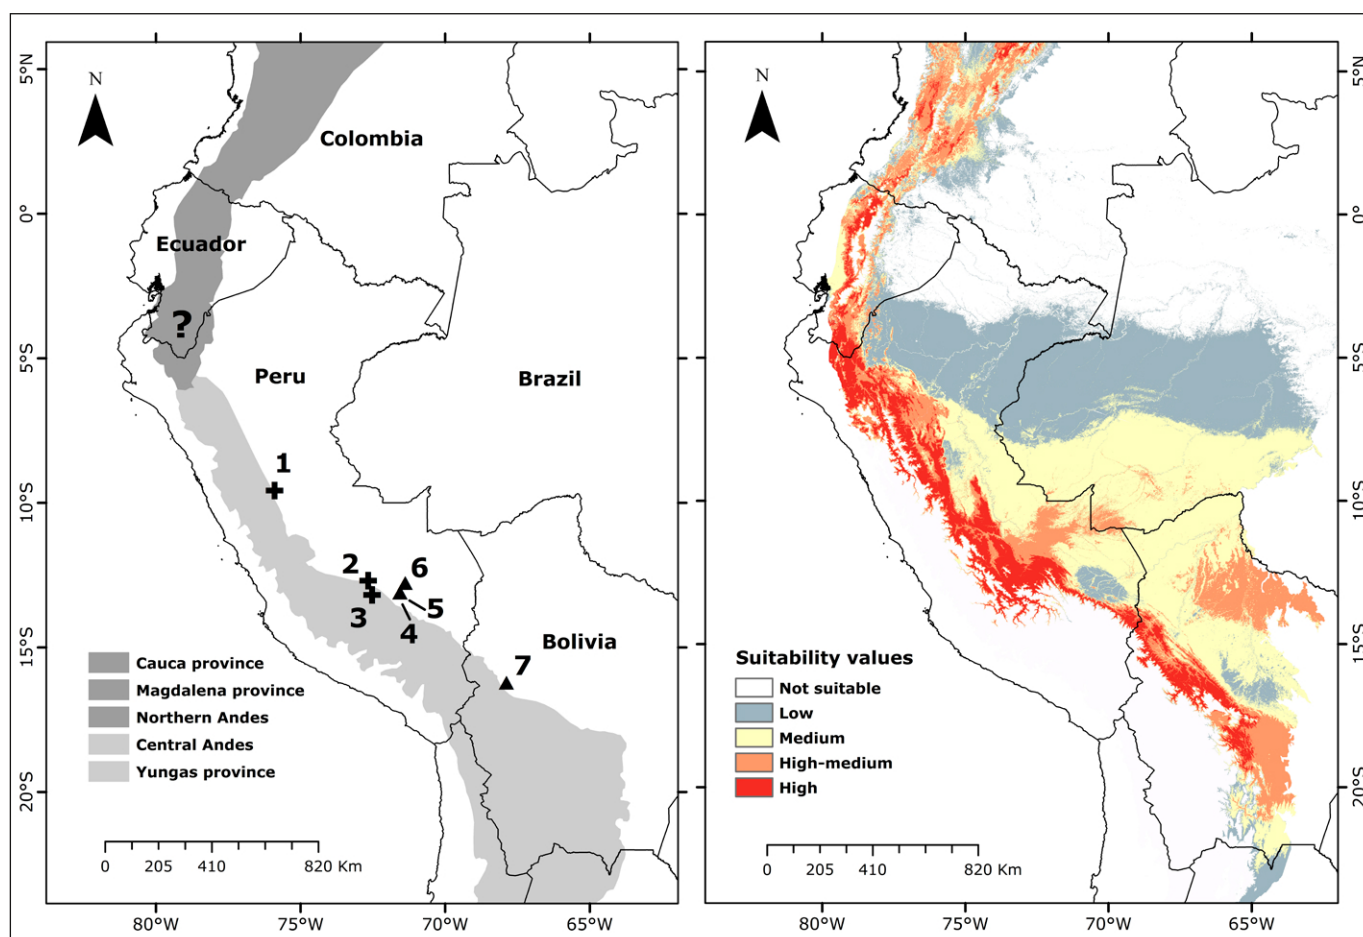 N
Colombia
Ecuador
?
Peru
Brazil
1
2
3
6
5
4
Bolivia
7
Cauca province
Magdalena province
Northern Andes
Central Andes
Yungas province
0 205 410 820 Km
5°N
0°
5°S
10°S
15°S
20°S
80°W 75°W 70°W 65°W
N
Suitability values
Not suitable
Low
Medium
High-medium
High
0 205 410 820 Km
5°N
0°
5°S
10°S
15°S
20°S
80°W 75°W 70°W 65°W